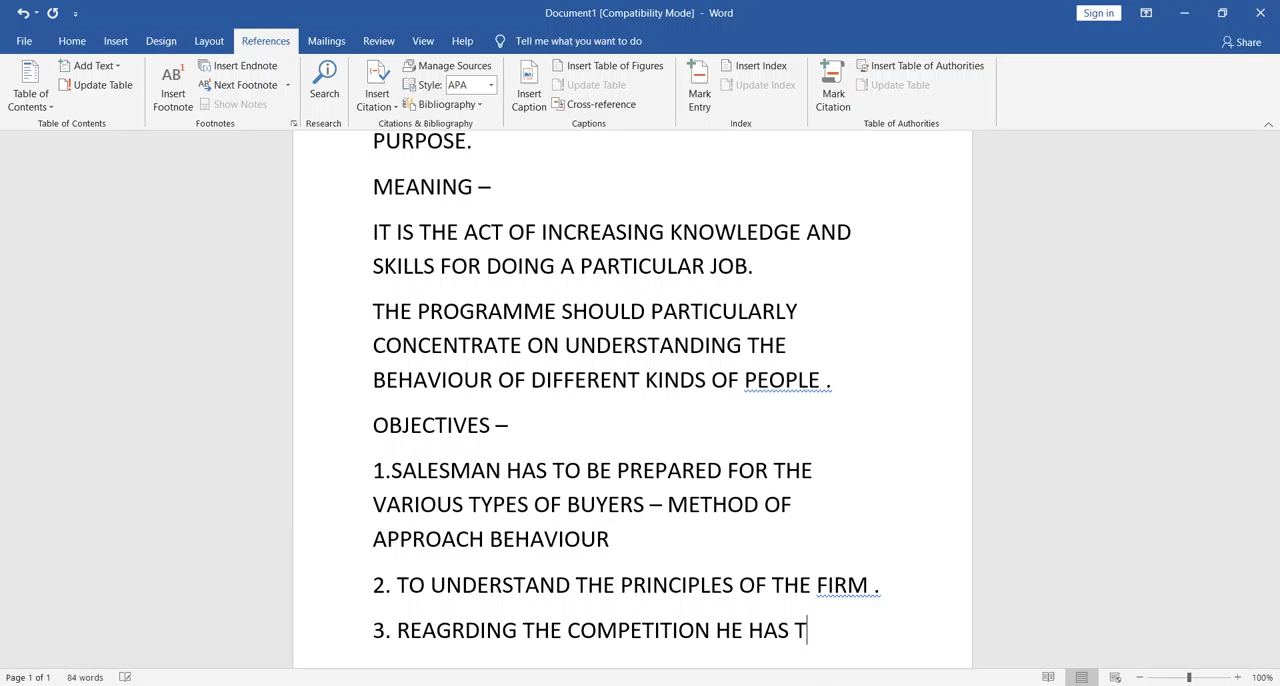 Document1 [Compatibility Mode] - Word
Sign in
File Home Insert Design Layout References Mailings Review View Help Tell me what you want to do Share
Table of Contents
Add Text
Update Table
Table of Contents
AB1 Insert Footnote
Insert Endnote
AB1 Next Footnote
Show Notes
Footnotes
Search
Research
Insert Citation
Manage Sources
Style: APA
Bibliography
Citations & Bibliography
Insert Caption
Insert Table of Figures
Update Table
Cross-reference
Captions
Mark Entry
Insert Index
Update Index
Index
Mark Citation
Insert Table of Authorities
Update Table
Table of Authorities
PURPOSE.
MEANING –
IT IS THE ACT OF INCREASING KNOWLEDGE AND
SKILLS FOR DOING A PARTICULAR JOB.
THE PROGRAMME SHOULD PARTICULARLY
CONCENTRATE ON UNDERSTANDING THE
BEHAVIOUR OF DIFFERENT KINDS OF PEOPLE .
OBJECTIVES –
1.SALESMAN HAS TO BE PREPARED FOR THE
VARIOUS TYPES OF BUYERS – METHOD OF
APPROACH BEHAVIOUR
2. TO UNDERSTAND THE PRINCIPLES OF THE FIRM .
3. REAGRDING THE COMPETITION HE HAS T
Page 1 of 1 84 words 100%